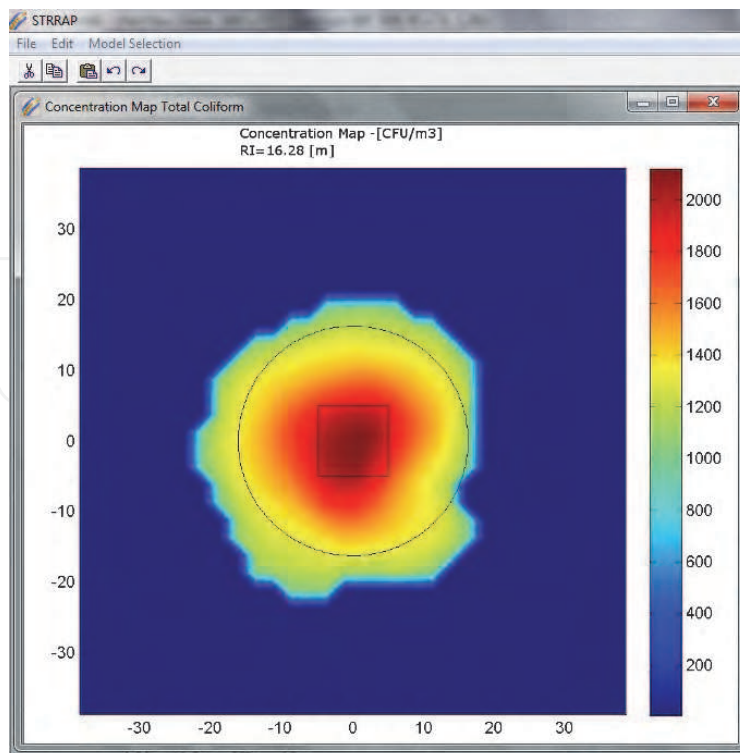 STRRAP
File Edit Model Selection
Concentration Map Total Coliform
Concentration Map -[CFU/m3]
RI=16.28 [m]
30
20
10
0
-10
-20
-30
-30 -20 -10 0 10 20 30
2000
1800
1600
1400
1200
1000
800
600
400
200